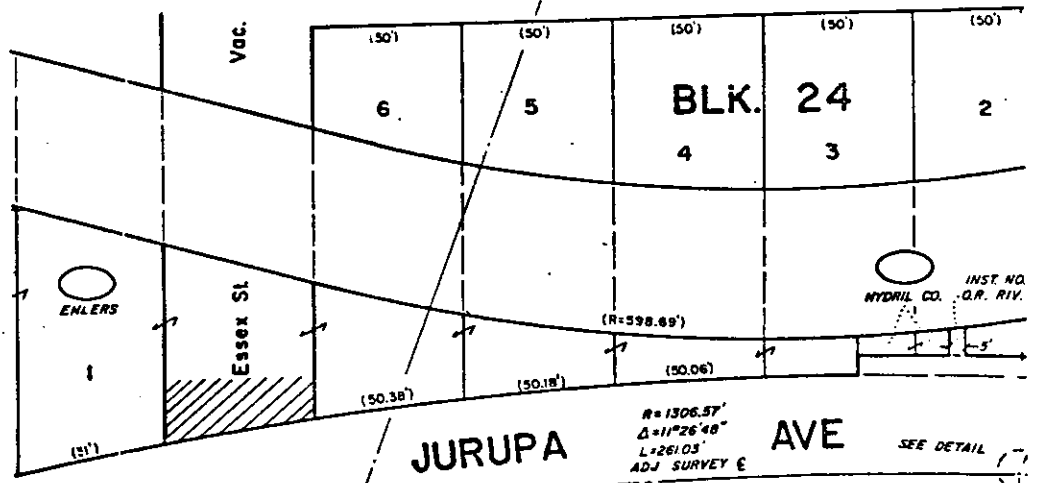 (50')
(50')
(50')
(50')
(50')
Vac.
6
5
BLK. 24
2
4
3
EHLERS
Essex St.
HYDRIL CO.
INST. NO.
O.R. RIV.
(R=598.69')
5'
1
(50.38')
(50.18')
(50.06')
(51')
JURUPA AVE
R=1306.57'
Δ=11°26'48"
L=261.03'
ADJ SURVEY ℄
SEE DETAIL